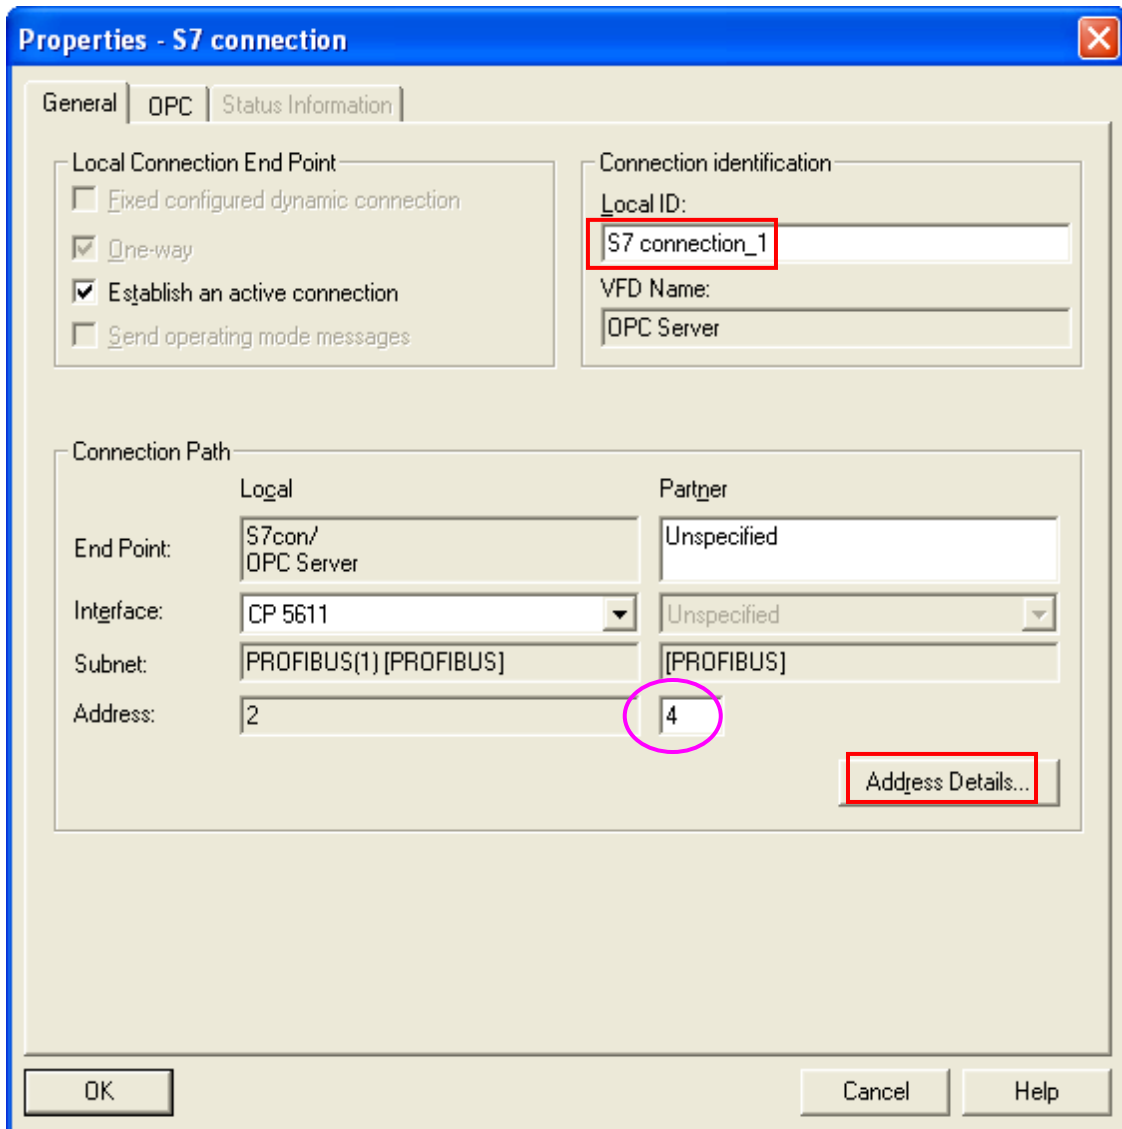 Properties - S7 connection
General
OPC
Status Information
Local Connection End Point
Fixed configured dynamic connection
One-way
Establish an active connection
Send operating mode messages
Connection identification
Local ID:
S7 connection_1
VFD Name:
OPC Server
Connection Path
Local
Partner
End Point:
S7con/
OPC Server
Unspecified
Interface:
CP 5611
Unspecified
Subnet:
PROFIBUS(1) [PROFIBUS]
[PROFIBUS]
Address:
2
4
Address Details...
OK
Cancel
Help